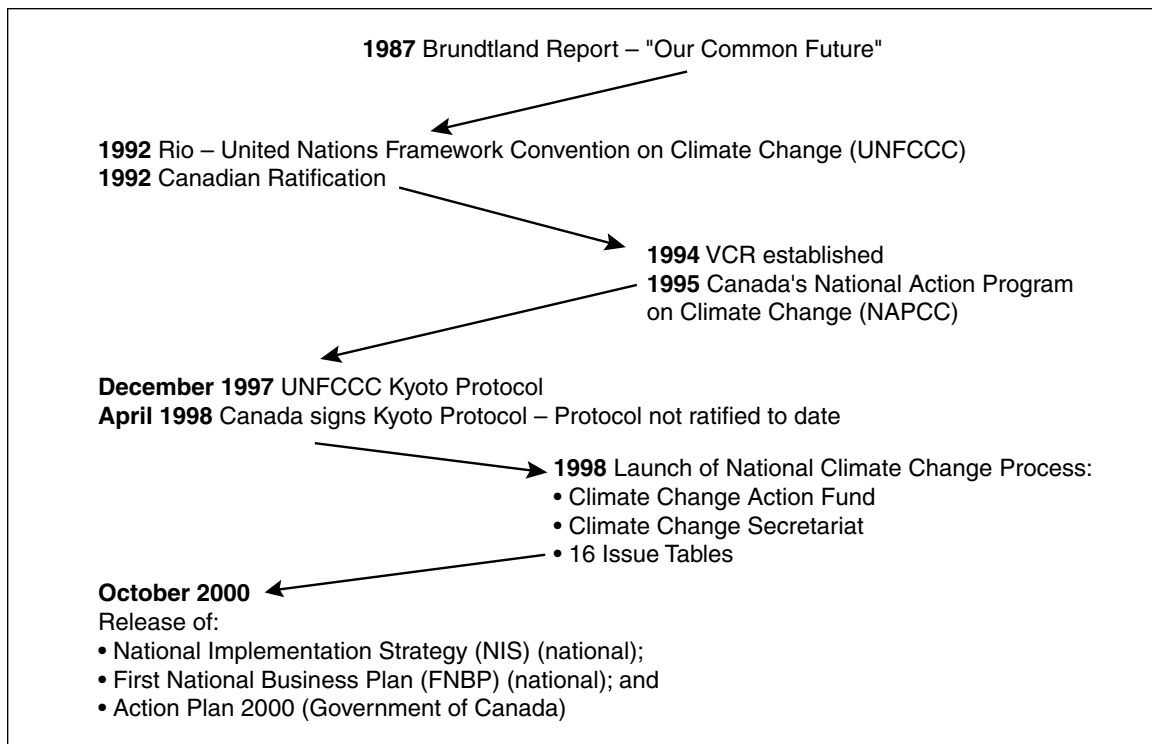 1987 Brundtland Report – "Our Common Future"
1992 Rio – United Nations Framework Convention on Climate Change (UNFCCC)
1992 Canadian Ratification
1994 VCR established
1995 Canada's National Action Program
on Climate Change (NAPCC)
December 1997 UNFCCC Kyoto Protocol
April 1998 Canada signs Kyoto Protocol – Protocol not ratified to date
1998 Launch of National Climate Change Process:
• Climate Change Action Fund
• Climate Change Secretariat
• 16 Issue Tables
October 2000
Release of:
• National Implementation Strategy (NIS) (national);
• First National Business Plan (FNBP) (national); and
• Action Plan 2000 (Government of Canada)